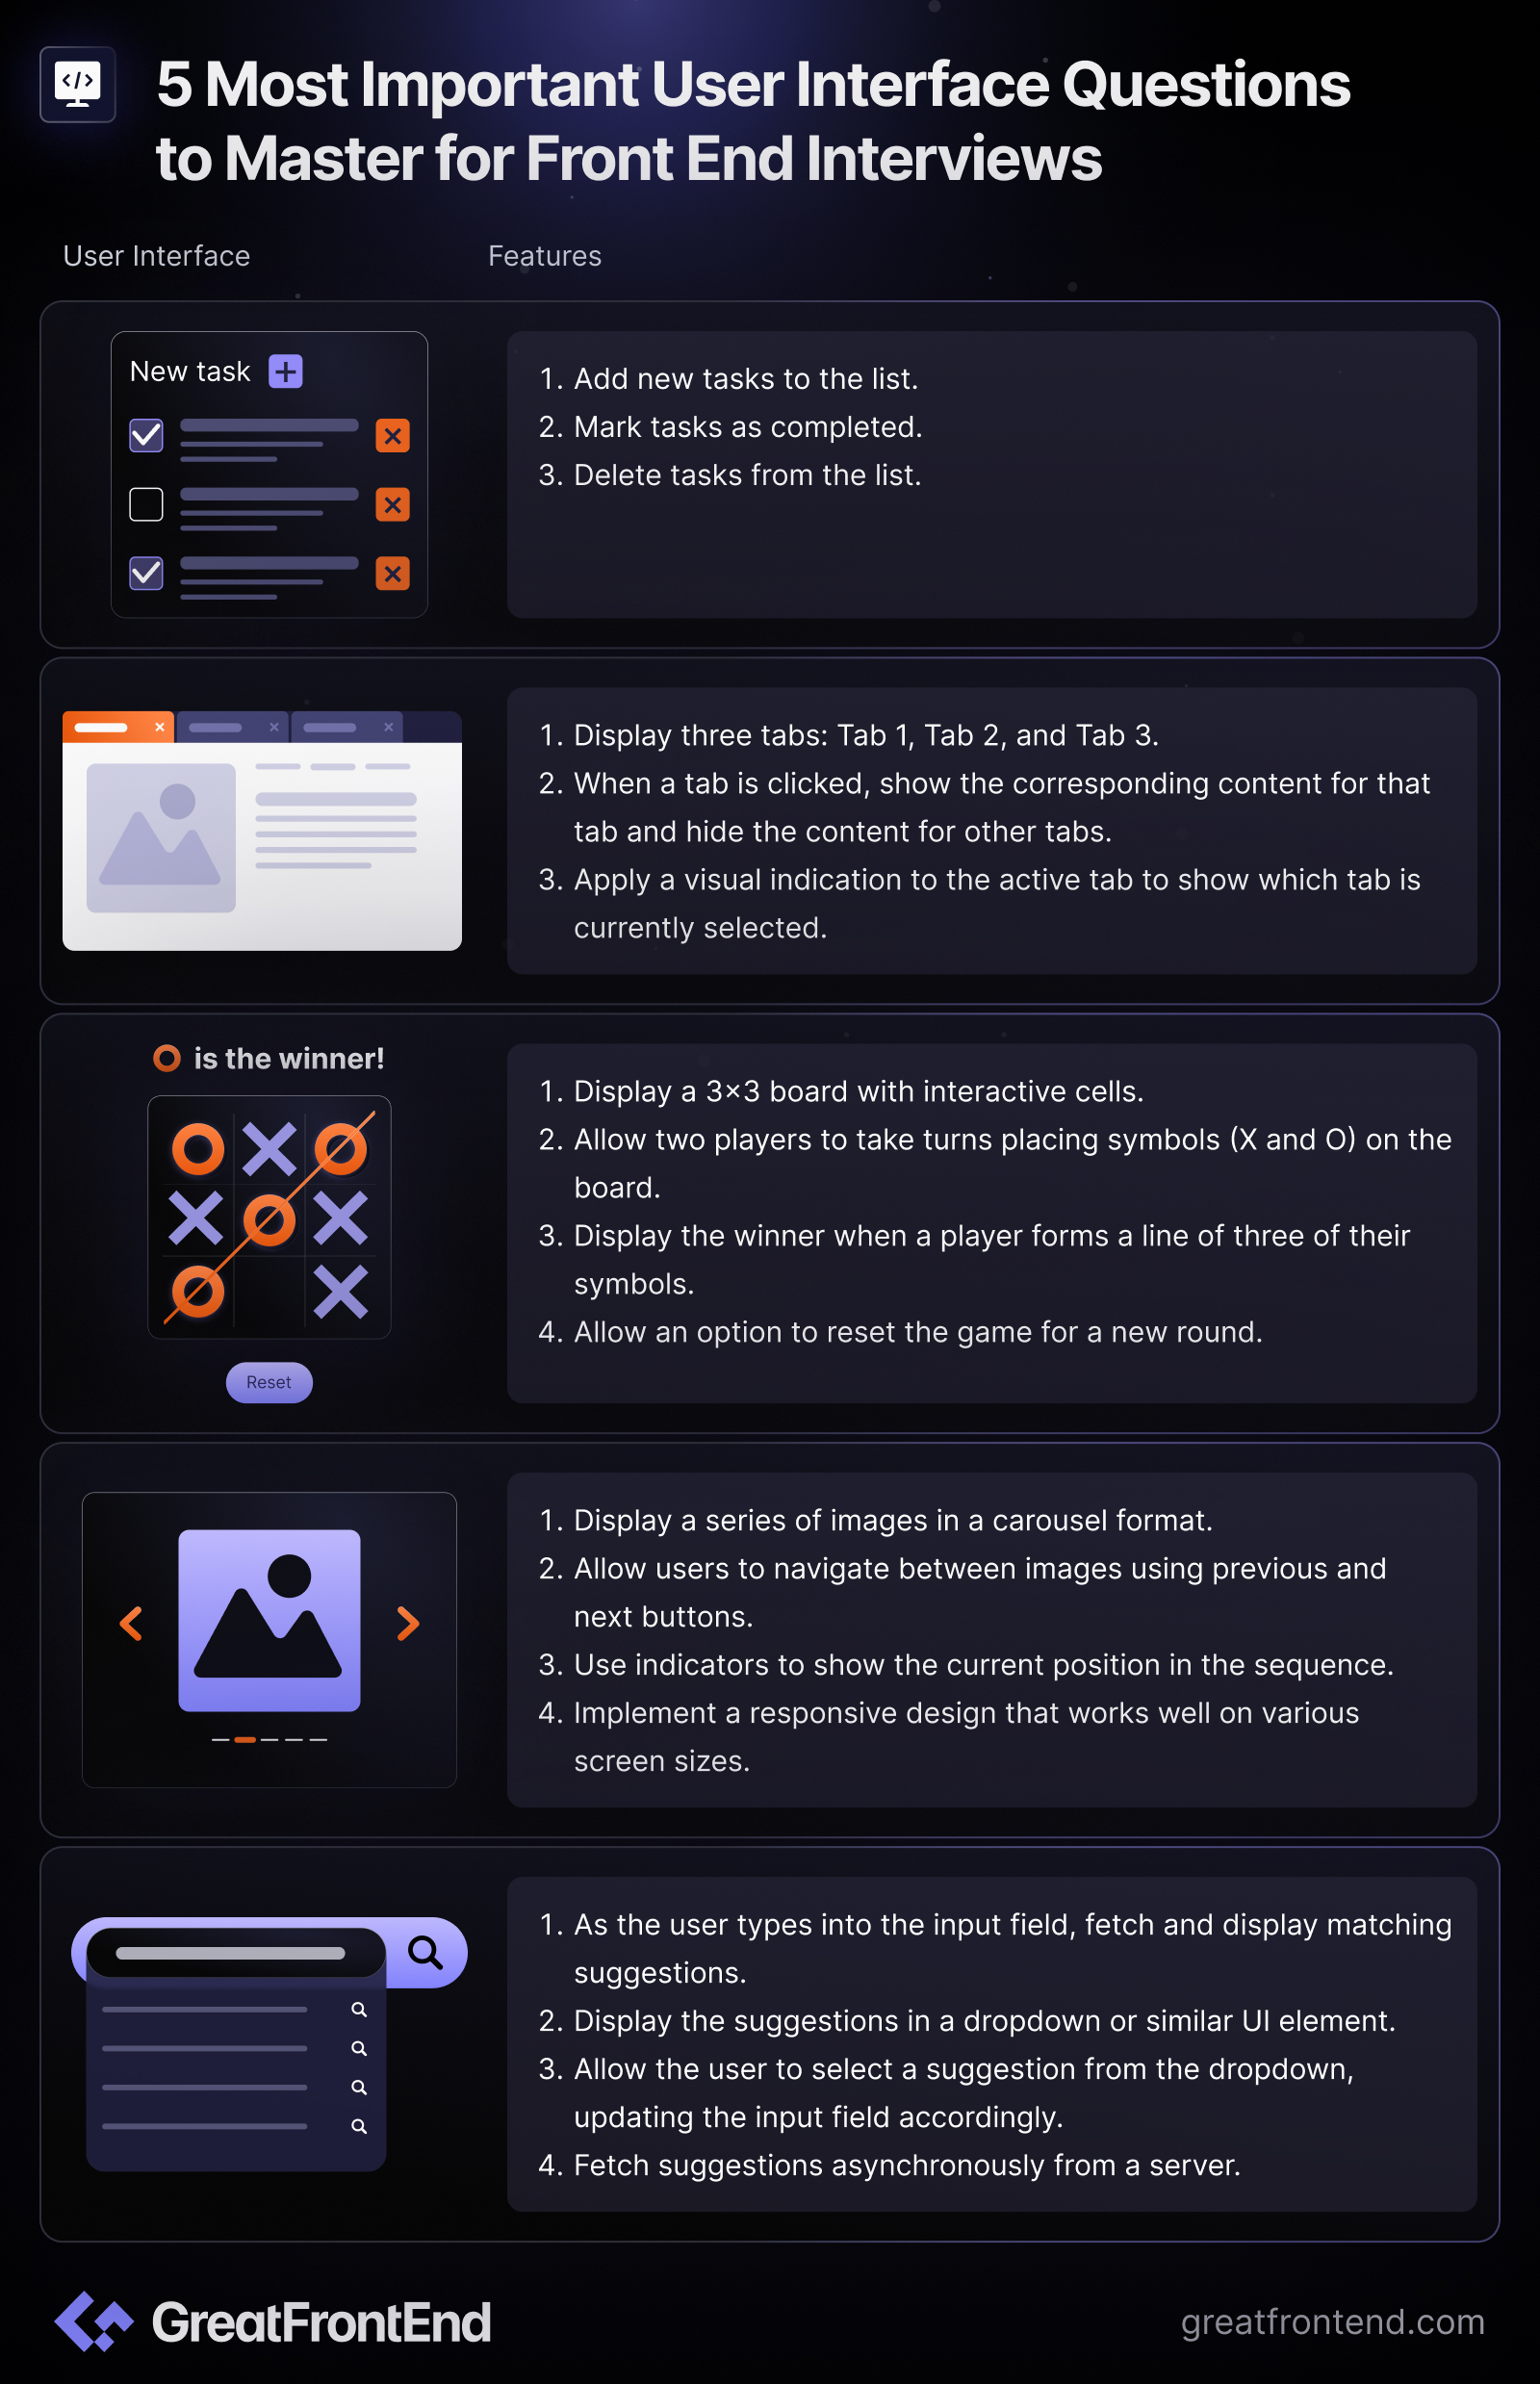 5 Most Important User Interface Questions
to Master for Front End Interviews
User Interface
Features
New task
1. Add new tasks to the list.
2. Mark tasks as completed.
3. Delete tasks from the list.
1. Display three tabs: Tab 1, Tab 2, and Tab 3.
2. When a tab is clicked, show the corresponding content for that
tab and hide the content for other tabs.
3. Apply a visual indication to the active tab to show which tab is
currently selected.
is the winner!
Reset
1. Display a 3×3 board with interactive cells.
2. Allow two players to take turns placing symbols (X and O) on the
board.
3. Display the winner when a player forms a line of three of their
symbols.
4. Allow an option to reset the game for a new round.
1. Display a series of images in a carousel format.
2. Allow users to navigate between images using previous and
next buttons.
3. Use indicators to show the current position in the sequence.
4. Implement a responsive design that works well on various
screen sizes.
1. As the user types into the input field, fetch and display matching
suggestions.
2. Display the suggestions in a dropdown or similar UI element.
3. Allow the user to select a suggestion from the dropdown,
updating the input field accordingly.
4. Fetch suggestions asynchronously from a server.
GreatFrontEnd
greatfrontend.com